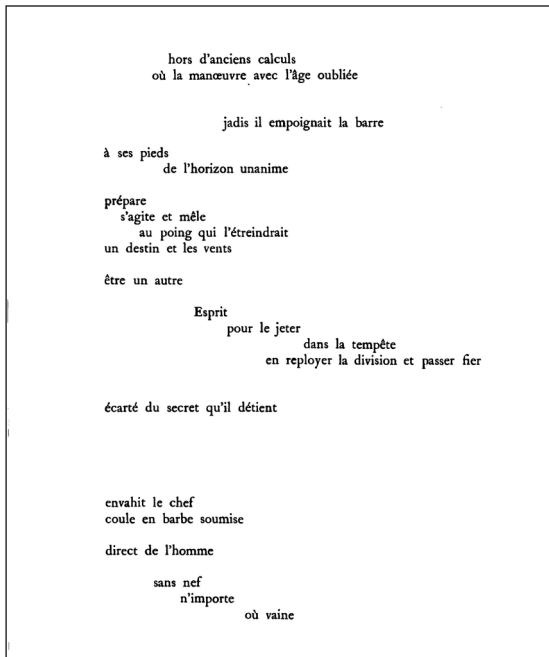 hors d'anciens calculs
où la manœuvre avec l'âge oubliée
jadis il empoignait la barre
à ses pieds
de l'horizon unanime
prépare
s'agite et mêle
au poing qui l'étreindrait
un destin et les vents
être un autre
Esprit
pour le jeter
dans la tempête
en reployer la division et passer fier
écarté du secret qu'il détient
envahit le chef
coule en barbe soumise
direct de l'homme
sans nef
n'importe
où vaine